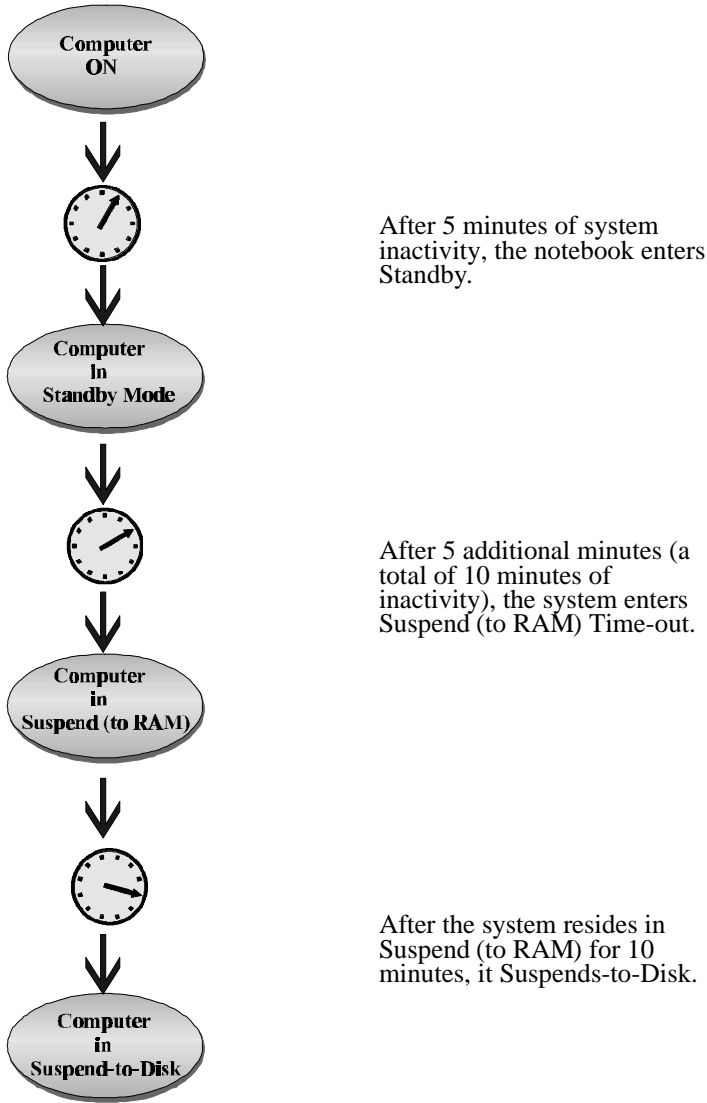 Computer
ON
After 5 minutes of system
inactivity, the notebook enters
Standby.
Computer
in
Standby Mode
After 5 additional minutes (a
total of 10 minutes of
inactivity), the system enters
Suspend (to RAM) Time-out.
Computer
in
Suspend (to RAM)
After the system resides in
Suspend (to RAM) for 10
minutes, it Suspends-to-Disk.
Computer
in
Suspend-to-Disk